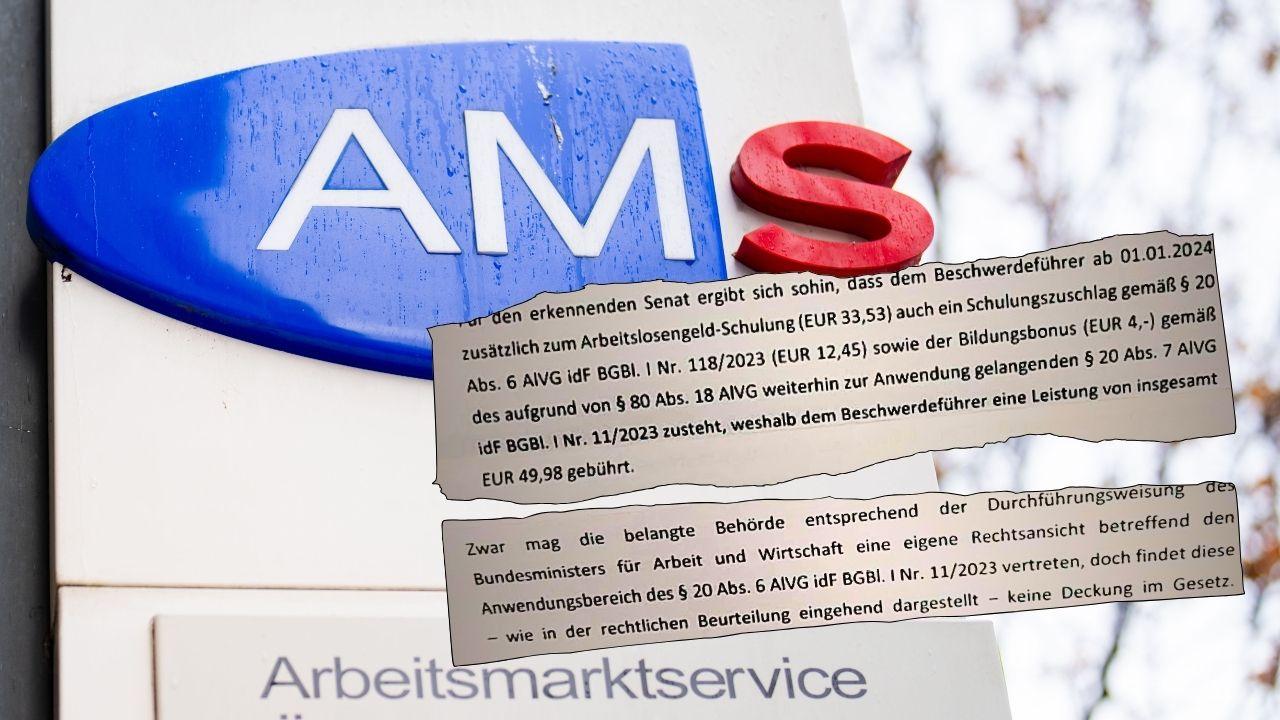 AMS
den erkennenden Senat ergibt sich sohin, dass dem Beschwerdeführer ab 01.01.2024
zusätzlich zum Arbeitslosengeld-Schulung (EUR 33,53) auch ein Schulungszuschlag gemäß § 20
Abs. 6 AlVG idF BGBl. I Nr. 118/2023 (EUR 12,45) sowie der Bildungsbonus (EUR 4,-) gemäß
des aufgrund von § 80 Abs. 18 AlVG weiterhin zur Anwendung gelangenden § 20 Abs. 7 AlVG
idF BGBl. I Nr. 11/2023 zusteht, weshalb dem Beschwerdeführer eine Leistung von insgesamt
EUR 49,98 gebührt.
Zwar mag die belangte Behörde entsprechend der Durchführungsweisung des
Bundesministers für Arbeit und Wirtschaft eine eigene Rechtsansicht betreffend den
Anwendungsbereich des § 20 Abs. 6 AlVG idF BGBl. I Nr. 11/2023 vertreten, doch findet diese
– wie in der rechtlichen Beurteilung eingehend dargestellt – keine Deckung im Gesetz.
Arbeitsmarktservice